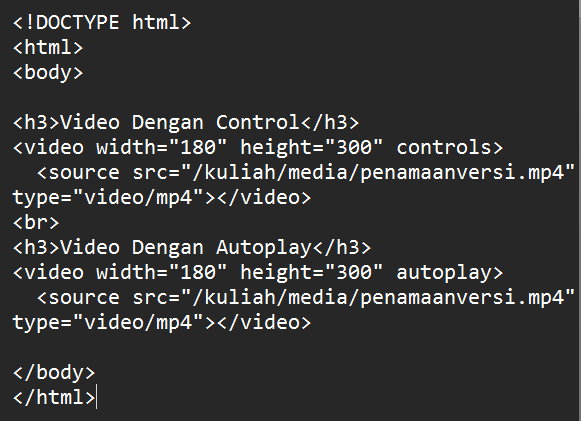 <!DOCTYPE html>
<html>
<body>

<h3>Video Dengan Control</h3>
<video width="180" height="300" controls>
  <source src="/kuliah/media/penamaanversi.mp4"
type="video/mp4"></video>
<br>
<h3>Video Dengan Autoplay</h3>
<video width="180" height="300" autoplay>
  <source src="/kuliah/media/penamaanversi.mp4"
type="video/mp4"></video>

</body>
</html>